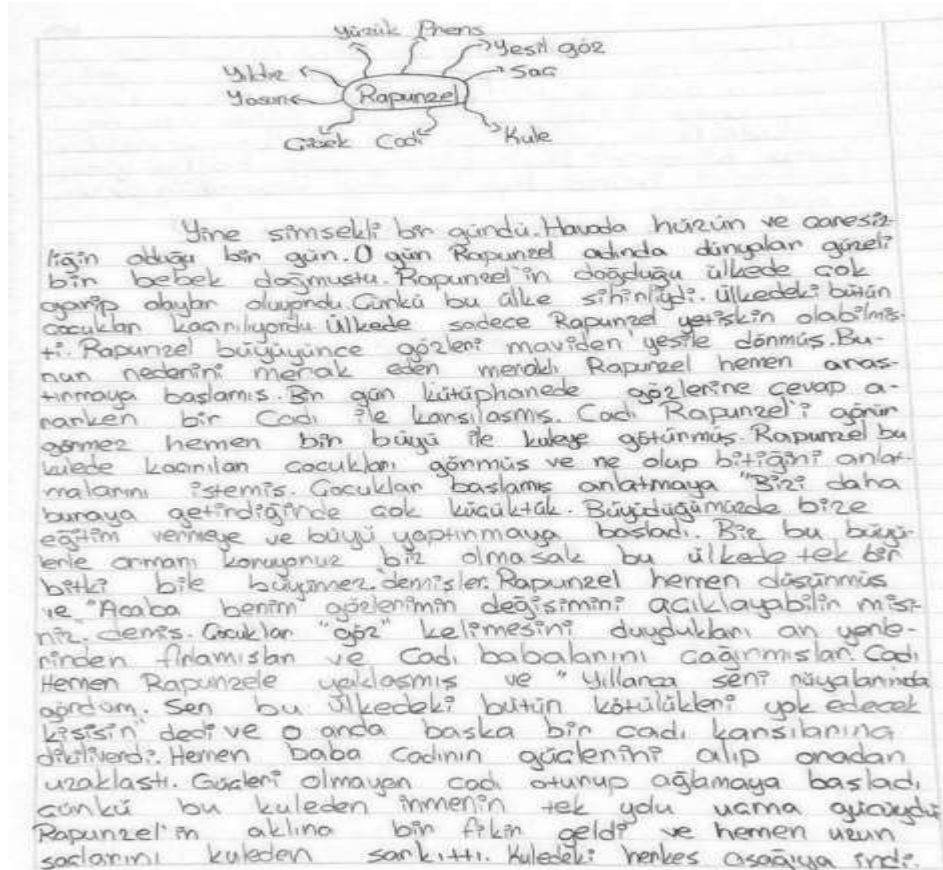 Yüzük Prens
Yeşil göz
Yıldız
Saç
Yosun
Rapunzel
Çiçek Cadı
Kule
Yine şimşekli bir gündü. Havada hüzün ve çaresiz-
liğin olduğu bir gün. O gün Rapunzel adında dünyalar güzeli
bir bebek doğmuştu. Rapunzel'in doğduğu ülkede çok
garip olaylar oluyordu. Çünkü bu ülke sihirliydi. Ülkedeki bütün
çocuklar kaçırılıyordu Ülkede sadece Rapunzel yetişkin olabilmiş-
ti. Rapunzel büyüyünce gözleri maviden yeşile dönmüş. Bu-
nun nedenini merak eden meraklı Rapunzel hemen araş-
tırmaya başlamış. Bir gün kütüphanede gözlerine cevap a-
rarken bir Cadı ile karşılaşmış. Cadı Rapunzel'i görür
görmez hemen bir büyü ile kuleye götürmüş. Rapunzel bu
kulede kaçırılan çocukları görmüş ve ne olup bitiğini anlat-
malarını istemiş. Çocuklar başlamış anlatmaya "Bizi daha
buraya getirdiğinde çok küçüktük. Büyüdüğümüzde bize
eğitim vermeye ve büyü yaptırmaya başladı. Biz bu büyü-
lerle ormanı koruyoruz biz olmasak bu ülkede tek bir
bitki bile büyümez." demişler. Rapunzel hemen düşünmüş
ve "Acaba benim gözlerimin değişimini açıklayabilir misi-
niz." demiş. Çocuklar "göz" kelimesini duydukları an yerle-
rinden fırlamışlar ve Cadı babalarını çağırmışlar. Cadı
Hemen Rapunzele yaklaşmış ve "Yıllarca seni rüyalarımda
gördüm. Sen bu ülkedeki bütün kötülükleri yok edecek
kişisin" dedi ve o anda başka bir cadı karşılarına
dikiliverdi. Hemen baba cadının güçlerini alıp oradan
uzaklaştı. Güçleri olmayan cadı oturup ağlamaya başladı
çünkü bu kuleden inmenin tek yolu uçma gücüydü
Rapunzel'in aklına bir fikir geldi ve hemen uzun
saçlarını kuleden sarkıttı. Kuledeki herkes aşağıya indi.